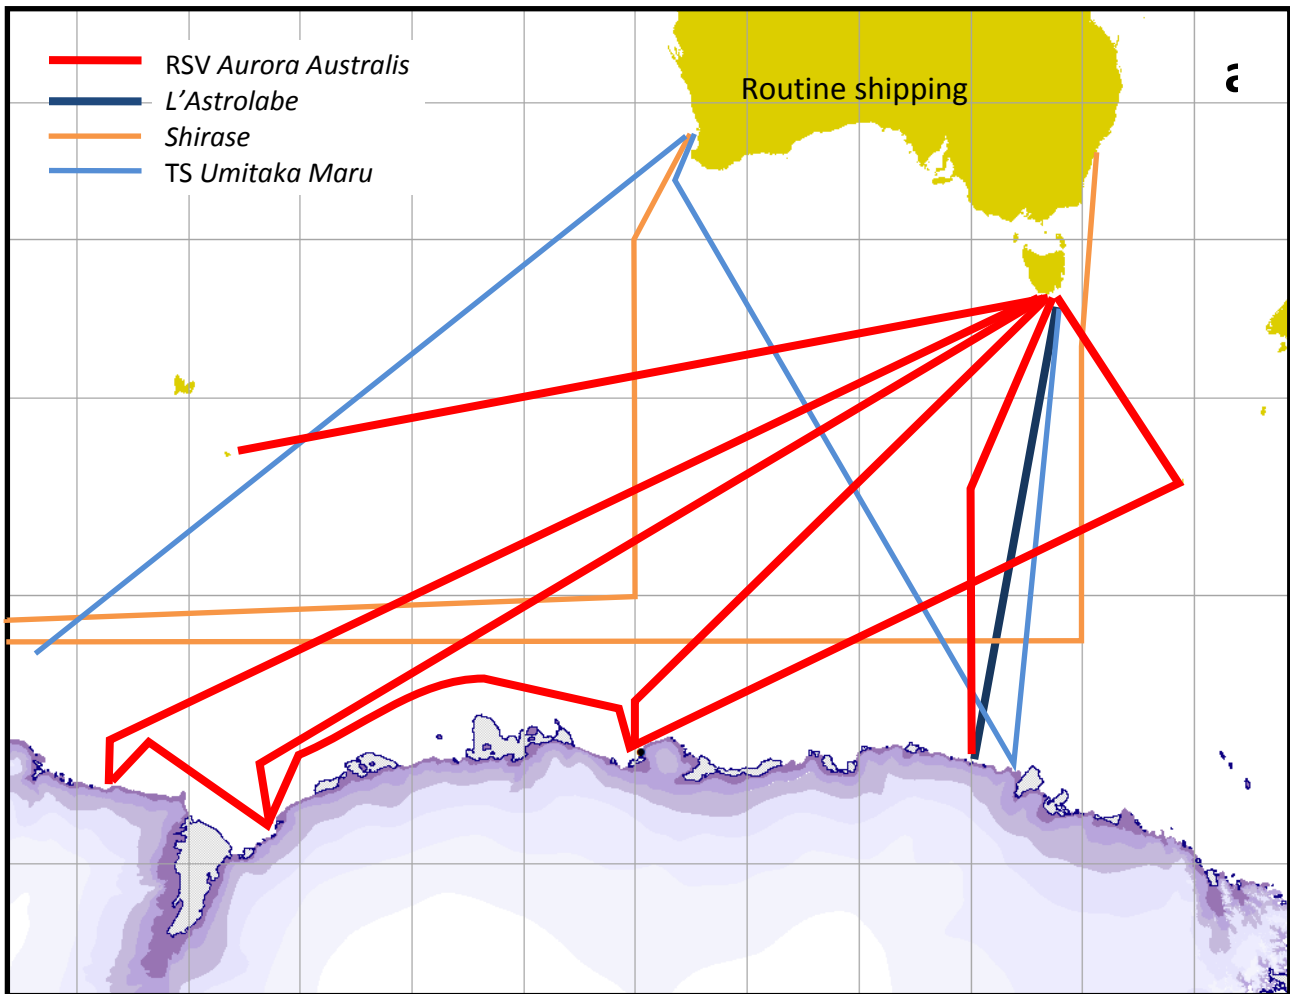 RSV Aurora Australis
L'Astrolabe
Shirase
TS Umitaka Maru
Routine shipping
a